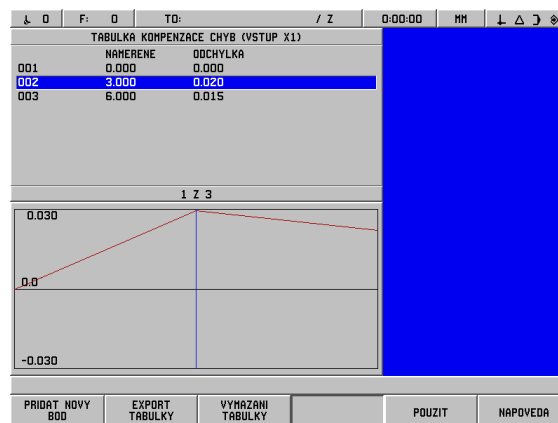 0 F: 0 TO: / Z 0:00:00 MM
TABULKA KOMPENZACE CHYB (VSTUP X1)
NAMERENE ODCHYLKA
001 0.000 0.000
002 3.000 0.020
003 6.000 0.015
1 Z 3
0.030
0.0
-0.030
PRIDAT NOVY BOD
EXPORT TABULKY
VYMAZANI TABULKY
POUZIT
NAPOVEDA